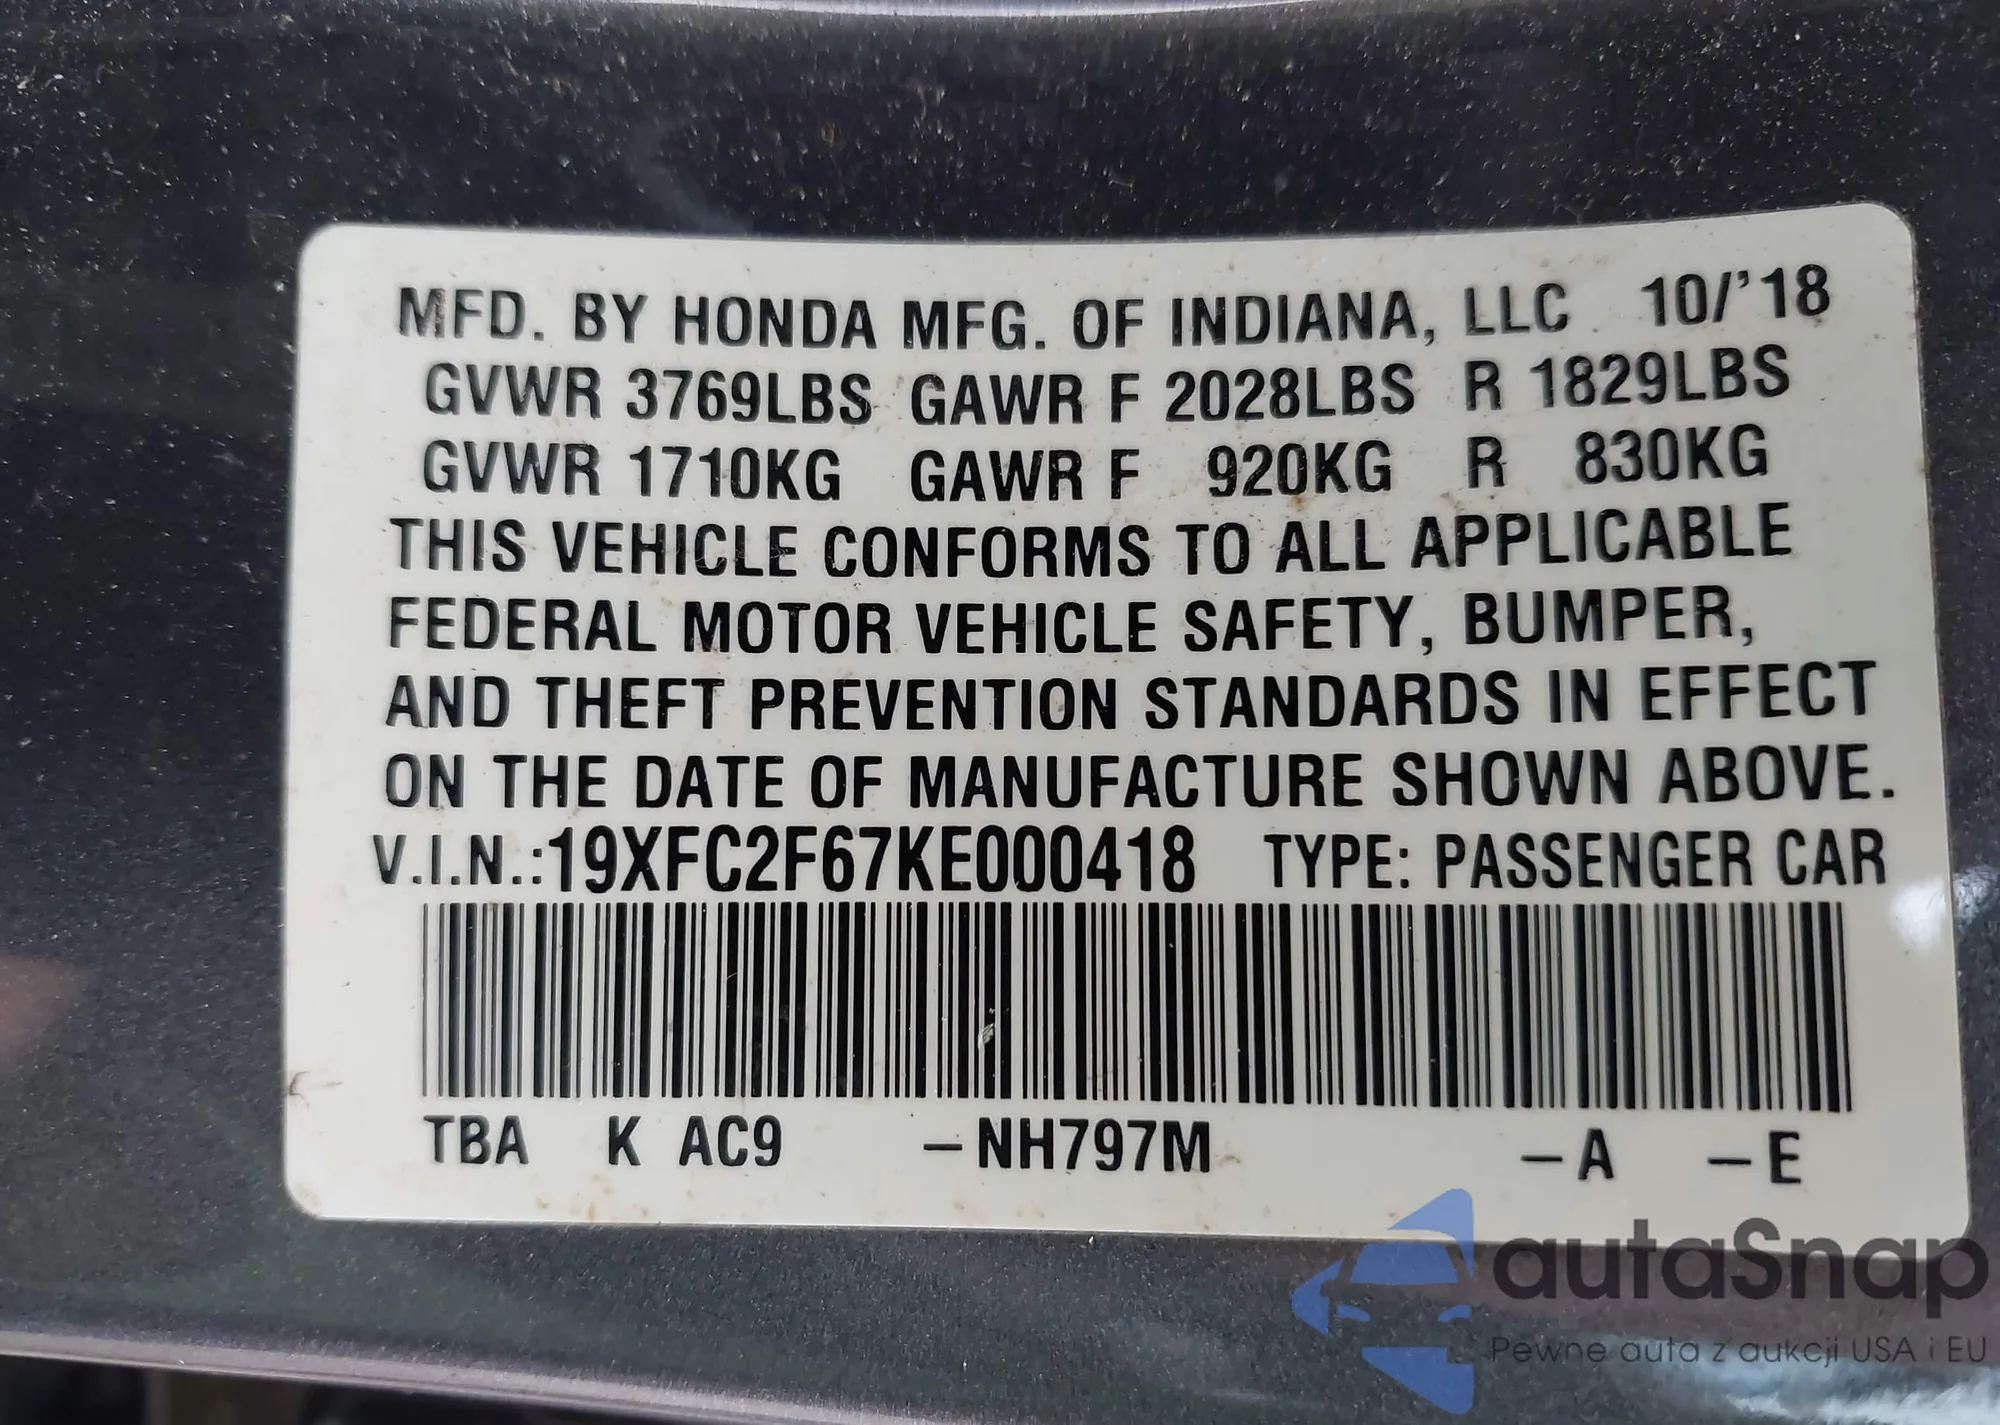 MFD. BY HONDA MFG. OF INDIANA, LLC 10/'18
GVWR 3769LBS GAWR F 2028LBS R 1829LBS
GVWR 1710KG GAWR F 920KG R 830KG
THIS VEHICLE CONFORMS TO ALL APPLICABLE
FEDERAL MOTOR VEHICLE SAFETY, BUMPER,
AND THEFT PREVENTION STANDARDS IN EFFECT
ON THE DATE OF MANUFACTURE SHOWN ABOVE.
V.I.N.:19XFC2F67KE000418 TYPE: PASSENGER CAR
TBA K AC9 –NH797M –A –E
autaSnap
Pewne auta z aukcji USA i EU